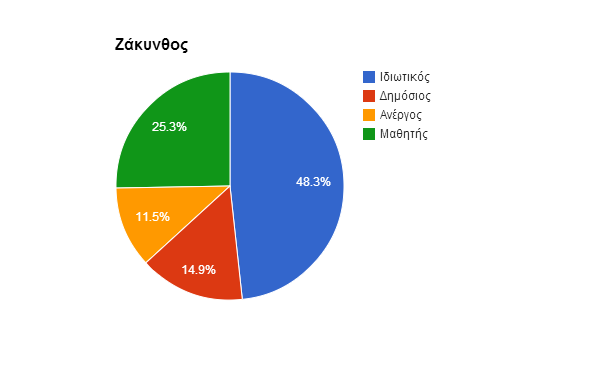 Ζάκυνθος
Ιδιωτικός
Δημόσιος
Ανέργος
Μαθητής
25.3%
48.3%
11.5%
14.9%